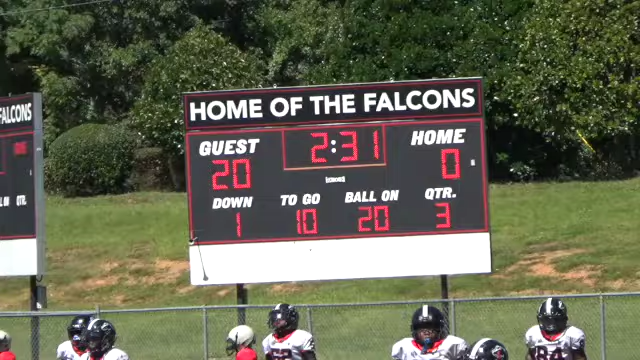 HOME OF THE FALCONS
GUEST 2:31 HOME
20 0
DOWN TO GO BALL ON QTR.
1 10 20 3
FALCONS
QTR.